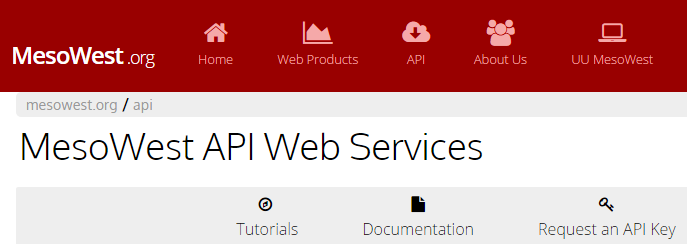 MesoWest.org
Home Web Products API About Us UU MesoWest
mesowest.org / api
MesoWest API Web Services
Tutorials Documentation Request an API Key